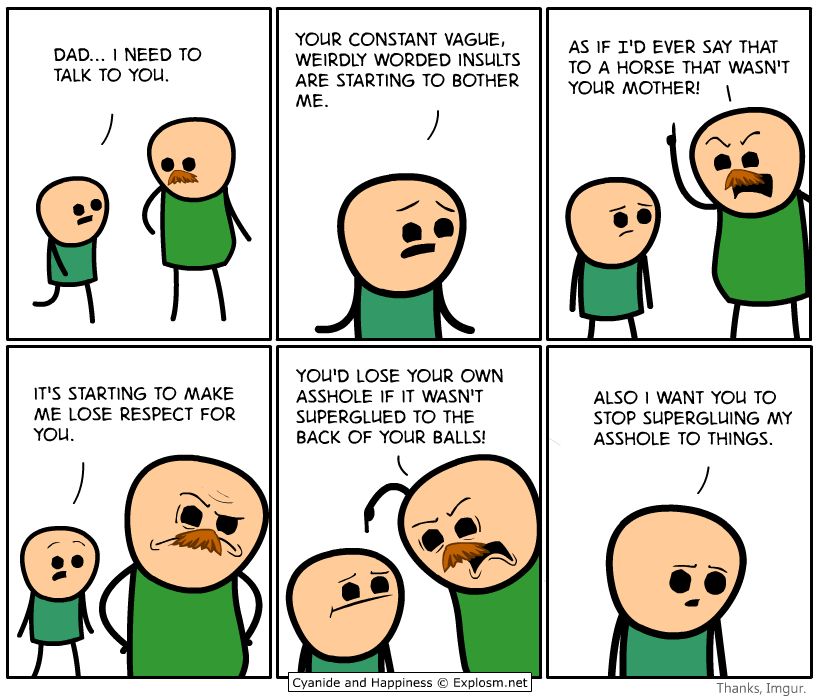 DAD... I NEED TO
TALK TO YOU.
YOUR CONSTANT VAGUE,
WEIRDLY WORDED INSULTS
ARE STARTING TO BOTHER
ME.
AS IF I'D EVER SAY THAT
TO A HORSE THAT WASN'T
YOUR MOTHER!
IT'S STARTING TO MAKE
ME LOSE RESPECT FOR
YOU.
YOU'D LOSE YOUR OWN
ASSHOLE IF IT WASN'T
SUPERGLUED TO THE
BACK OF YOUR BALLS!
ALSO I WANT YOU TO
STOP SUPERGLUING MY
ASSHOLE TO THINGS.
Cyanide and Happiness © Explosm.net
Thanks, Imgur.